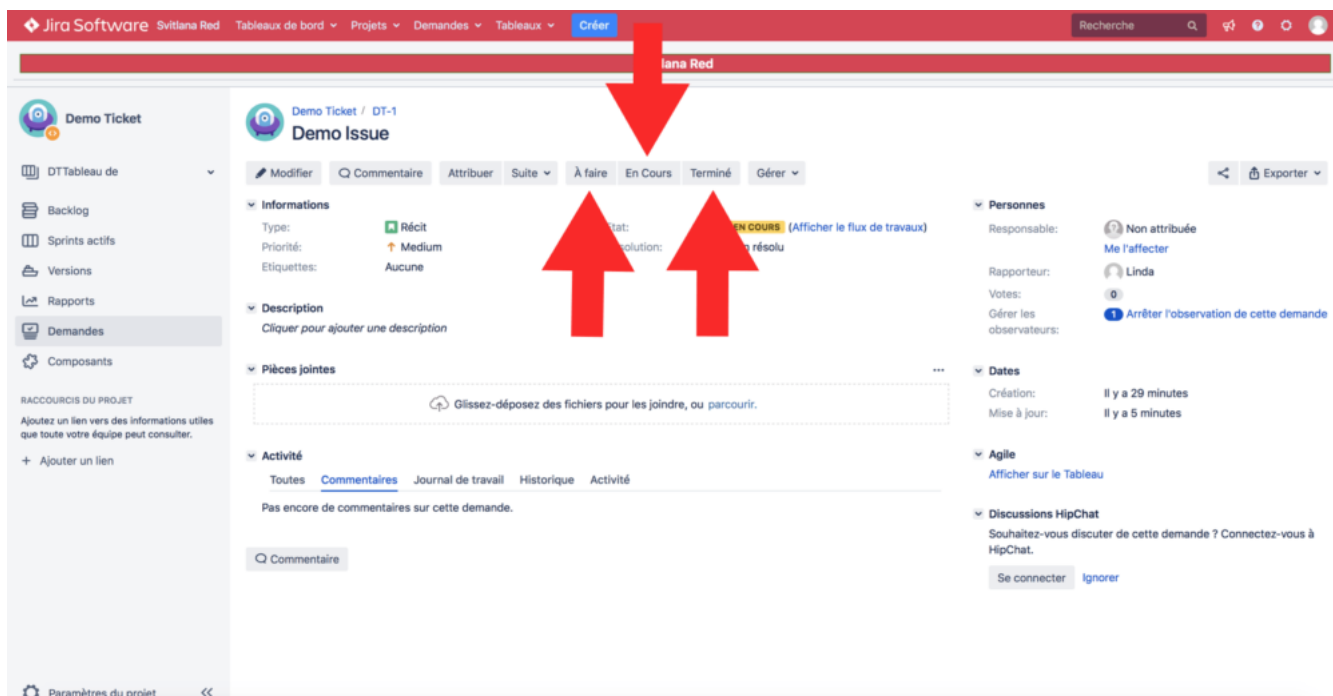 Jira Software Svitlana Red Tableaux de bord Projets Demandes Tableaux Créer Recherche
lana Red
Demo Ticket
DTTableau de
Backlog
Sprints actifs
Versions
Rapports
Demandes
Composants
RACCOURCIS DU PROJET
Ajoutez un lien vers des informations utiles
que toute votre équipe peut consulter.
+ Ajouter un lien
Paramètres du projet
Demo Ticket / DT-1
Demo Issue
Modifier Commentaire Attribuer Suite À faire En Cours Terminé Gérer Exporter
Informations
Type: Récit tat: EN COURS (Afficher le flux de travaux)
Priorité: Medium solution: résolu
Etiquettes: Aucune
Description
Cliquer pour ajouter une description
Pièces jointes
Glissez-déposez des fichiers pour les joindre, ou parcourir.
Activité
Toutes Commentaires Journal de travail Historique Activité
Pas encore de commentaires sur cette demande.
Commentaire
Personnes
Responsable: Non attribuée
Me l'affecter
Rapporteur: Linda
Votes: 0
Gérer les observateurs: 1 Arrêter l'observation de cette demande
Dates
Création: Il y a 29 minutes
Mise à jour: Il y a 5 minutes
Agile
Afficher sur le Tableau
Discussions HipChat
Souhaitez-vous discuter de cette demande ? Connectez-vous à
HipChat.
Se connecter Ignorer